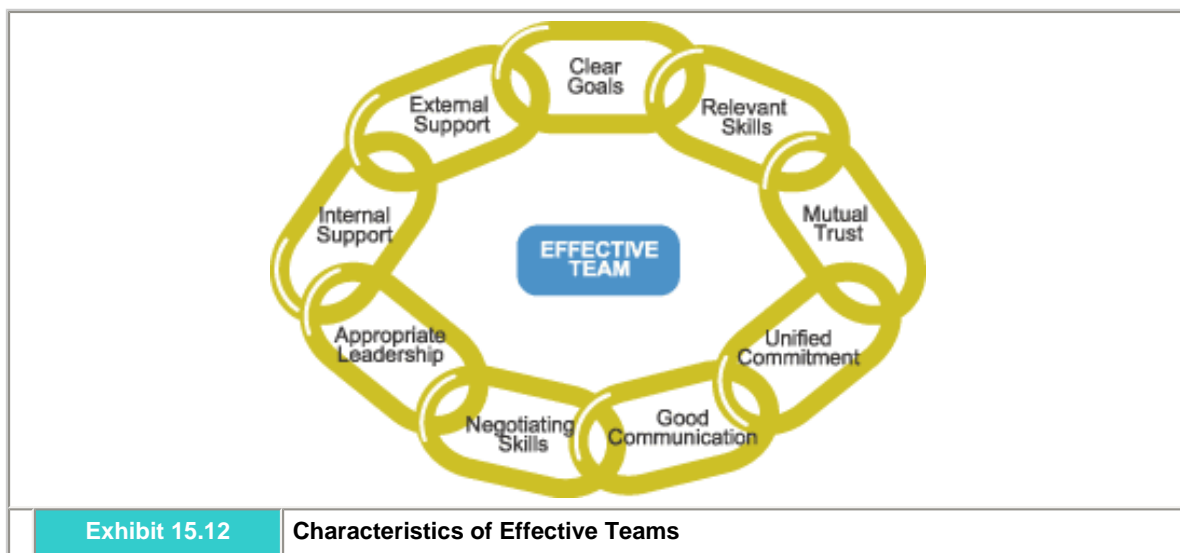 Clear
Goals
Relevant
Skills
Mutual
Trust
Unified
Commitment
Good
Communication
Negotiating
Skills
Appropriate
Leadership
Internal
Support
External
Support
EFFECTIVE
TEAM
Exhibit 15.12
Characteristics of Effective Teams